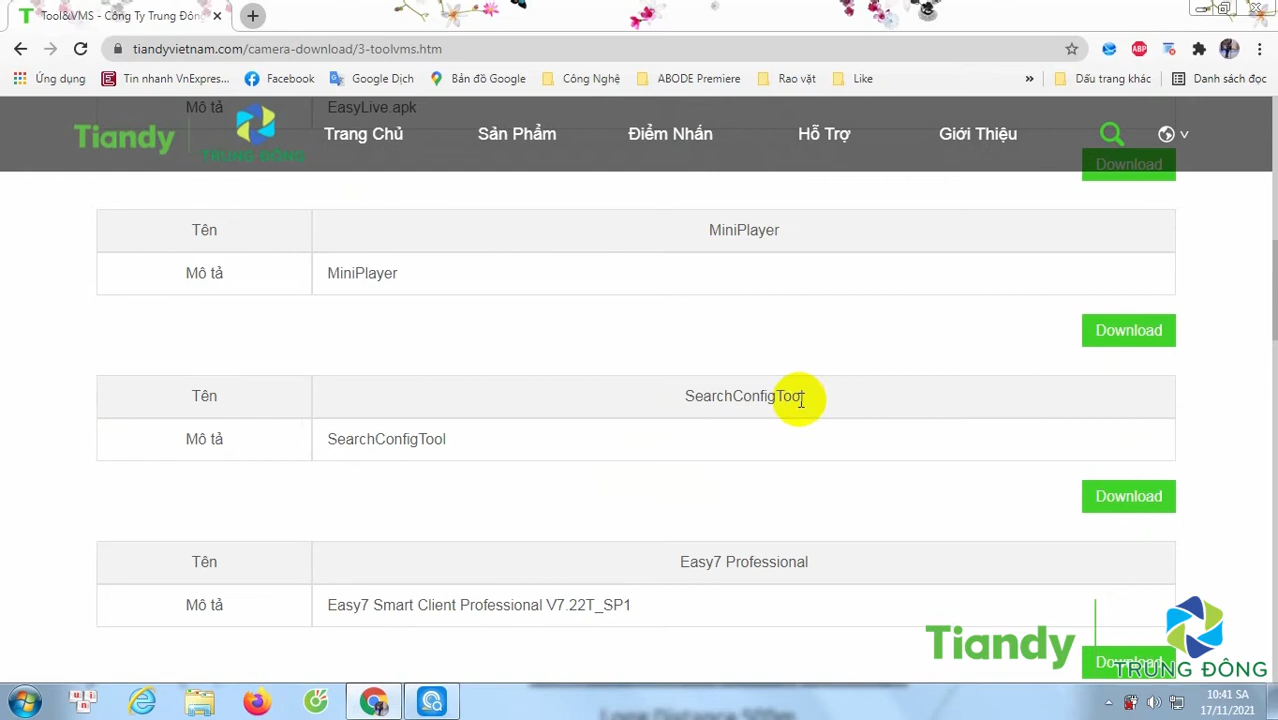 Tool&VMS - Công Ty Trung Đông
tiandyvietnam.com/camera-download/3-toolvms.htm
Ứng dụng
Tin nhanh VnExpres...
Facebook
Google Dịch
Bản đồ Google
Công Nghệ
ABODE Premiere
Rao vặt
Like
»
Dấu trang khác
Danh sách đọc
Mô tả
EasyLive.apk
Tiandy
TRUNG ĐÔNG
Trang Chủ
Sản Phẩm
Điểm Nhấn
Hỗ Trợ
Giới Thiệu
Download
Tên
MiniPlayer
Mô tả
MiniPlayer
Download
Tên
SearchConfigTool
Mô tả
SearchConfigTool
Download
Tên
Easy7 Professional
Mô tả
Easy7 Smart Client Professional V7.22T_SP1
Tiandy
Download
TRUNG ĐÔNG
10:41 SA
17/11/2021